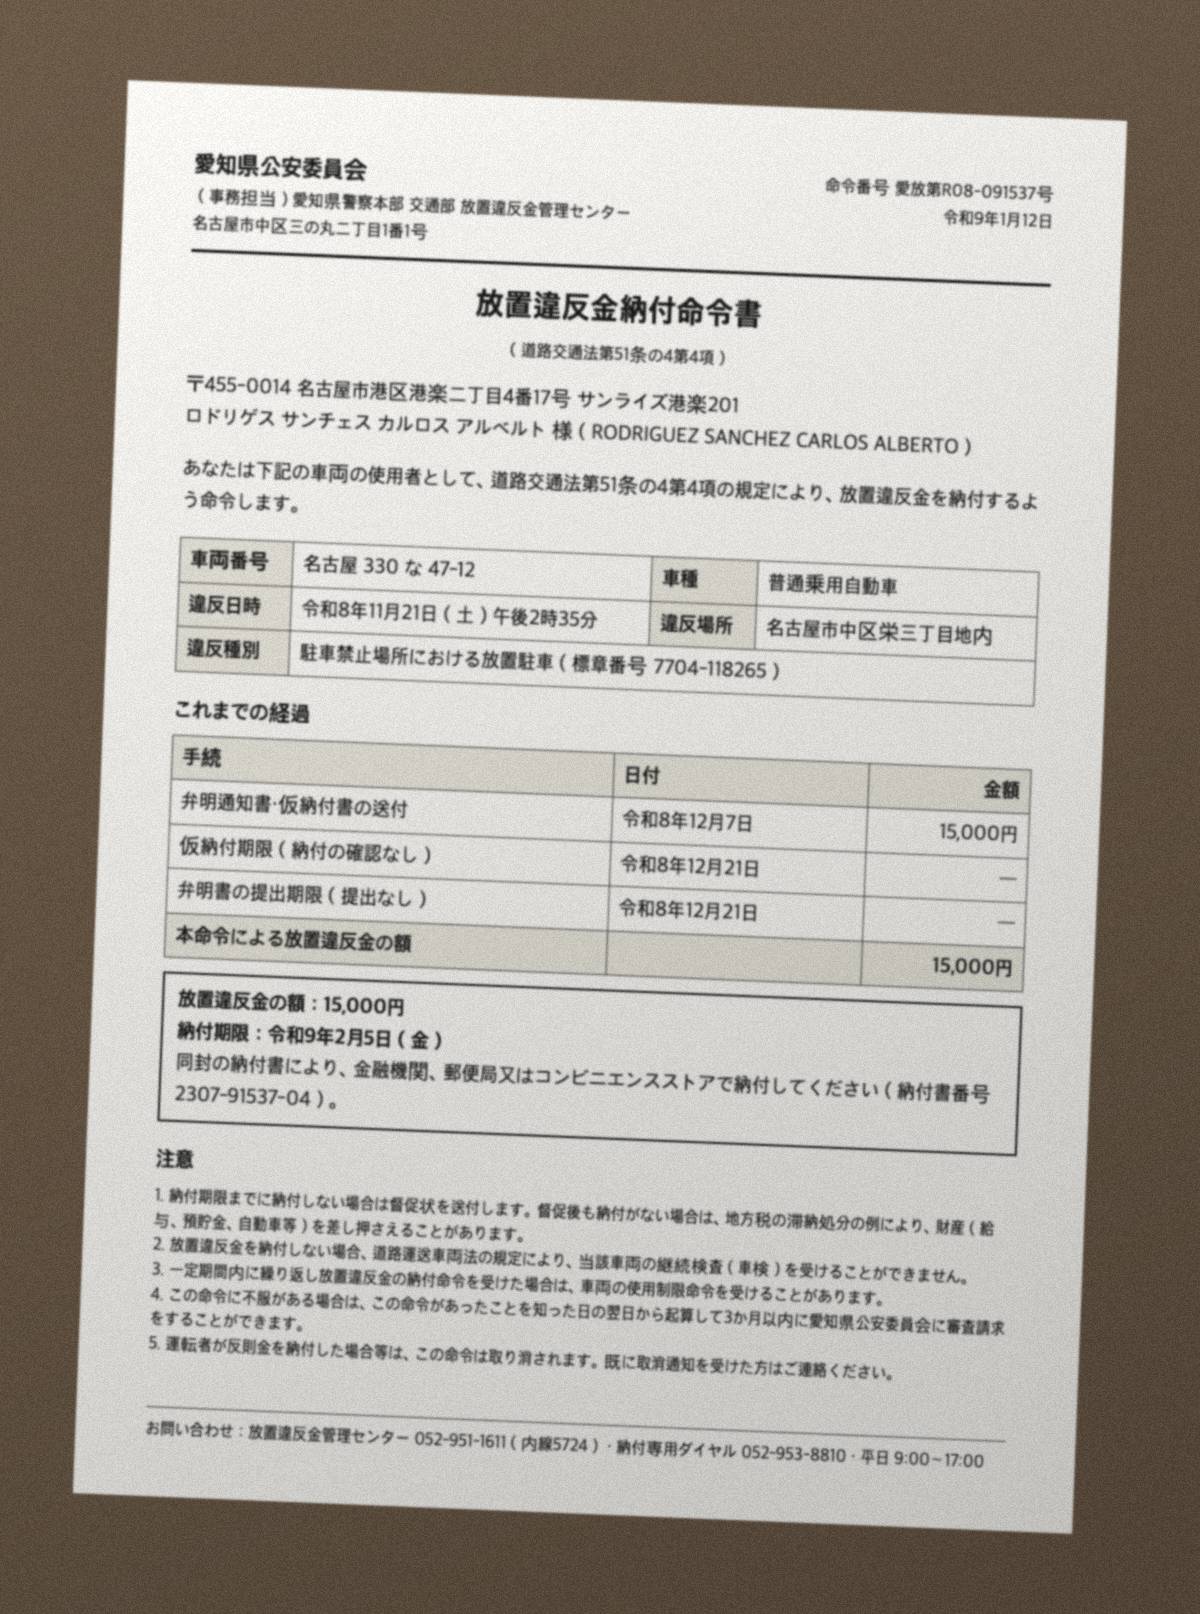 愛知県公安委員会
(事務担当)愛知県警察本部 交通部 放置違反金管理センター
名古屋市中区三の丸二丁目1番1号
命令番号 愛放第R08-091537号
令和9年1月12日
放置違反金納付命令書
(道路交通法第51条の4第4項)
〒455-0014 名古屋市港区港楽二丁目4番17号 サンライズ港楽201
ロドリゲス サンチェス カルロス アルベルト 様(RODRIGUEZ SANCHEZ CARLOS ALBERTO)
あなたは下記の車両の使用者として、道路交通法第51条の4第4項の規定により、放置違反金を納付するよ
う命令します。
車両番号 名古屋 330 な 47-12 車種 普通乗用自動車
違反日時 令和8年11月21日(土)午後2時35分 違反場所 名古屋市中区栄三丁目地内
違反種別 駐車禁止場所における放置駐車(標章番号 7704-118265)
これまでの経過
手続 日付 金額
弁明通知書·仮納付書の送付 令和8年12月7日 15,000円
仮納付期限(納付の確認なし) 令和8年12月21日 —
弁明書の提出期限(提出なし) 令和8年12月21日 —
本命令による放置違反金の額 15,000円
放置違反金の額:15,000円
納付期限:令和9年2月5日(金)
同封の納付書により、金融機関、郵便局又はコンビニエンスストアで納付してください(納付書番号
2307-91537-04)。
注意
1. 納付期限までに納付しない場合は督促状を送付します。督促後も納付がない場合は、地方税の滞納処分の例により、財産(給
与、預貯金、自動車等)を差し押さえることがあります。
2. 放置違反金を納付しない場合、道路運送車両法の規定により、当該車両の継続検査(車検)を受けることができません。
3. 一定期間内に繰り返し放置違反金の納付命令を受けた場合は、車両の使用制限命令を受けることがあります。
4. この命令に不服がある場合は、この命令があったことを知った日の翌日から起算して3か月以内に愛知県公安委員会に審査請求
をすることができます。
5. 運転者が反則金を納付した場合等は、この命令は取り消されます。既に取消通知を受けた方はご連絡ください。
お問い合わせ:放置違反金管理センター 052-951-1611(内線5724)·納付専用ダイヤル 052-953-8810·平日 9:00~17:00